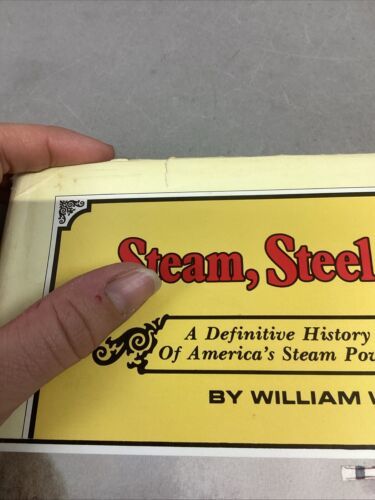 Steam, Steel
A Definitive History
Of America's Steam Pow
BY WILLIAM W